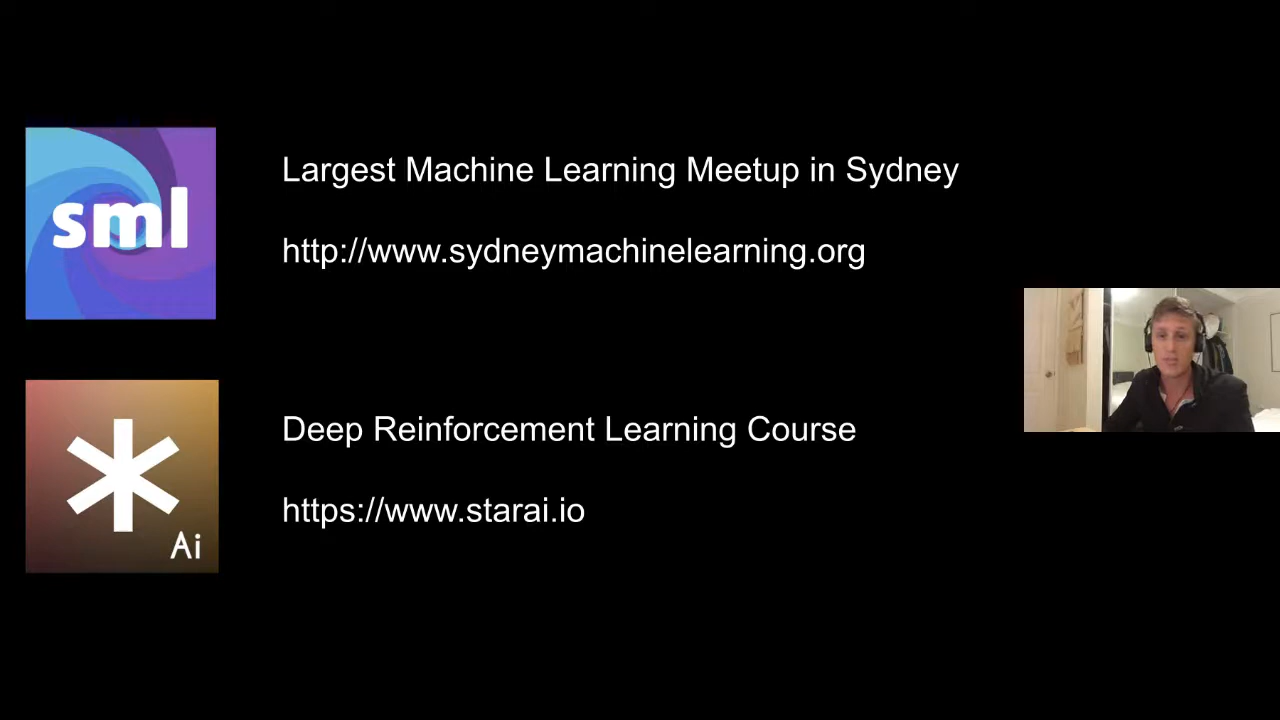 sml
Largest Machine Learning Meetup in Sydney
http://www.sydneymachinelearning.org
Ai
Deep Reinforcement Learning Course
https://www.starai.io